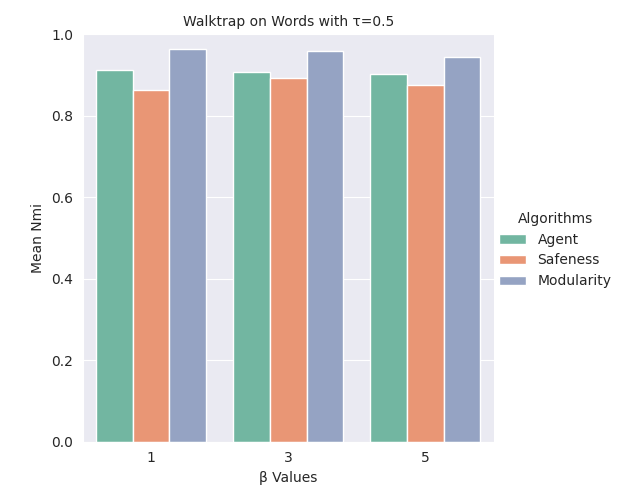 Walktrap on Words with τ=0.5
Mean Nmi
1.0
0.8
0.6
0.4
0.2
0.0
1
3
5
β Values
Algorithms
Agent
Safeness
Modularity